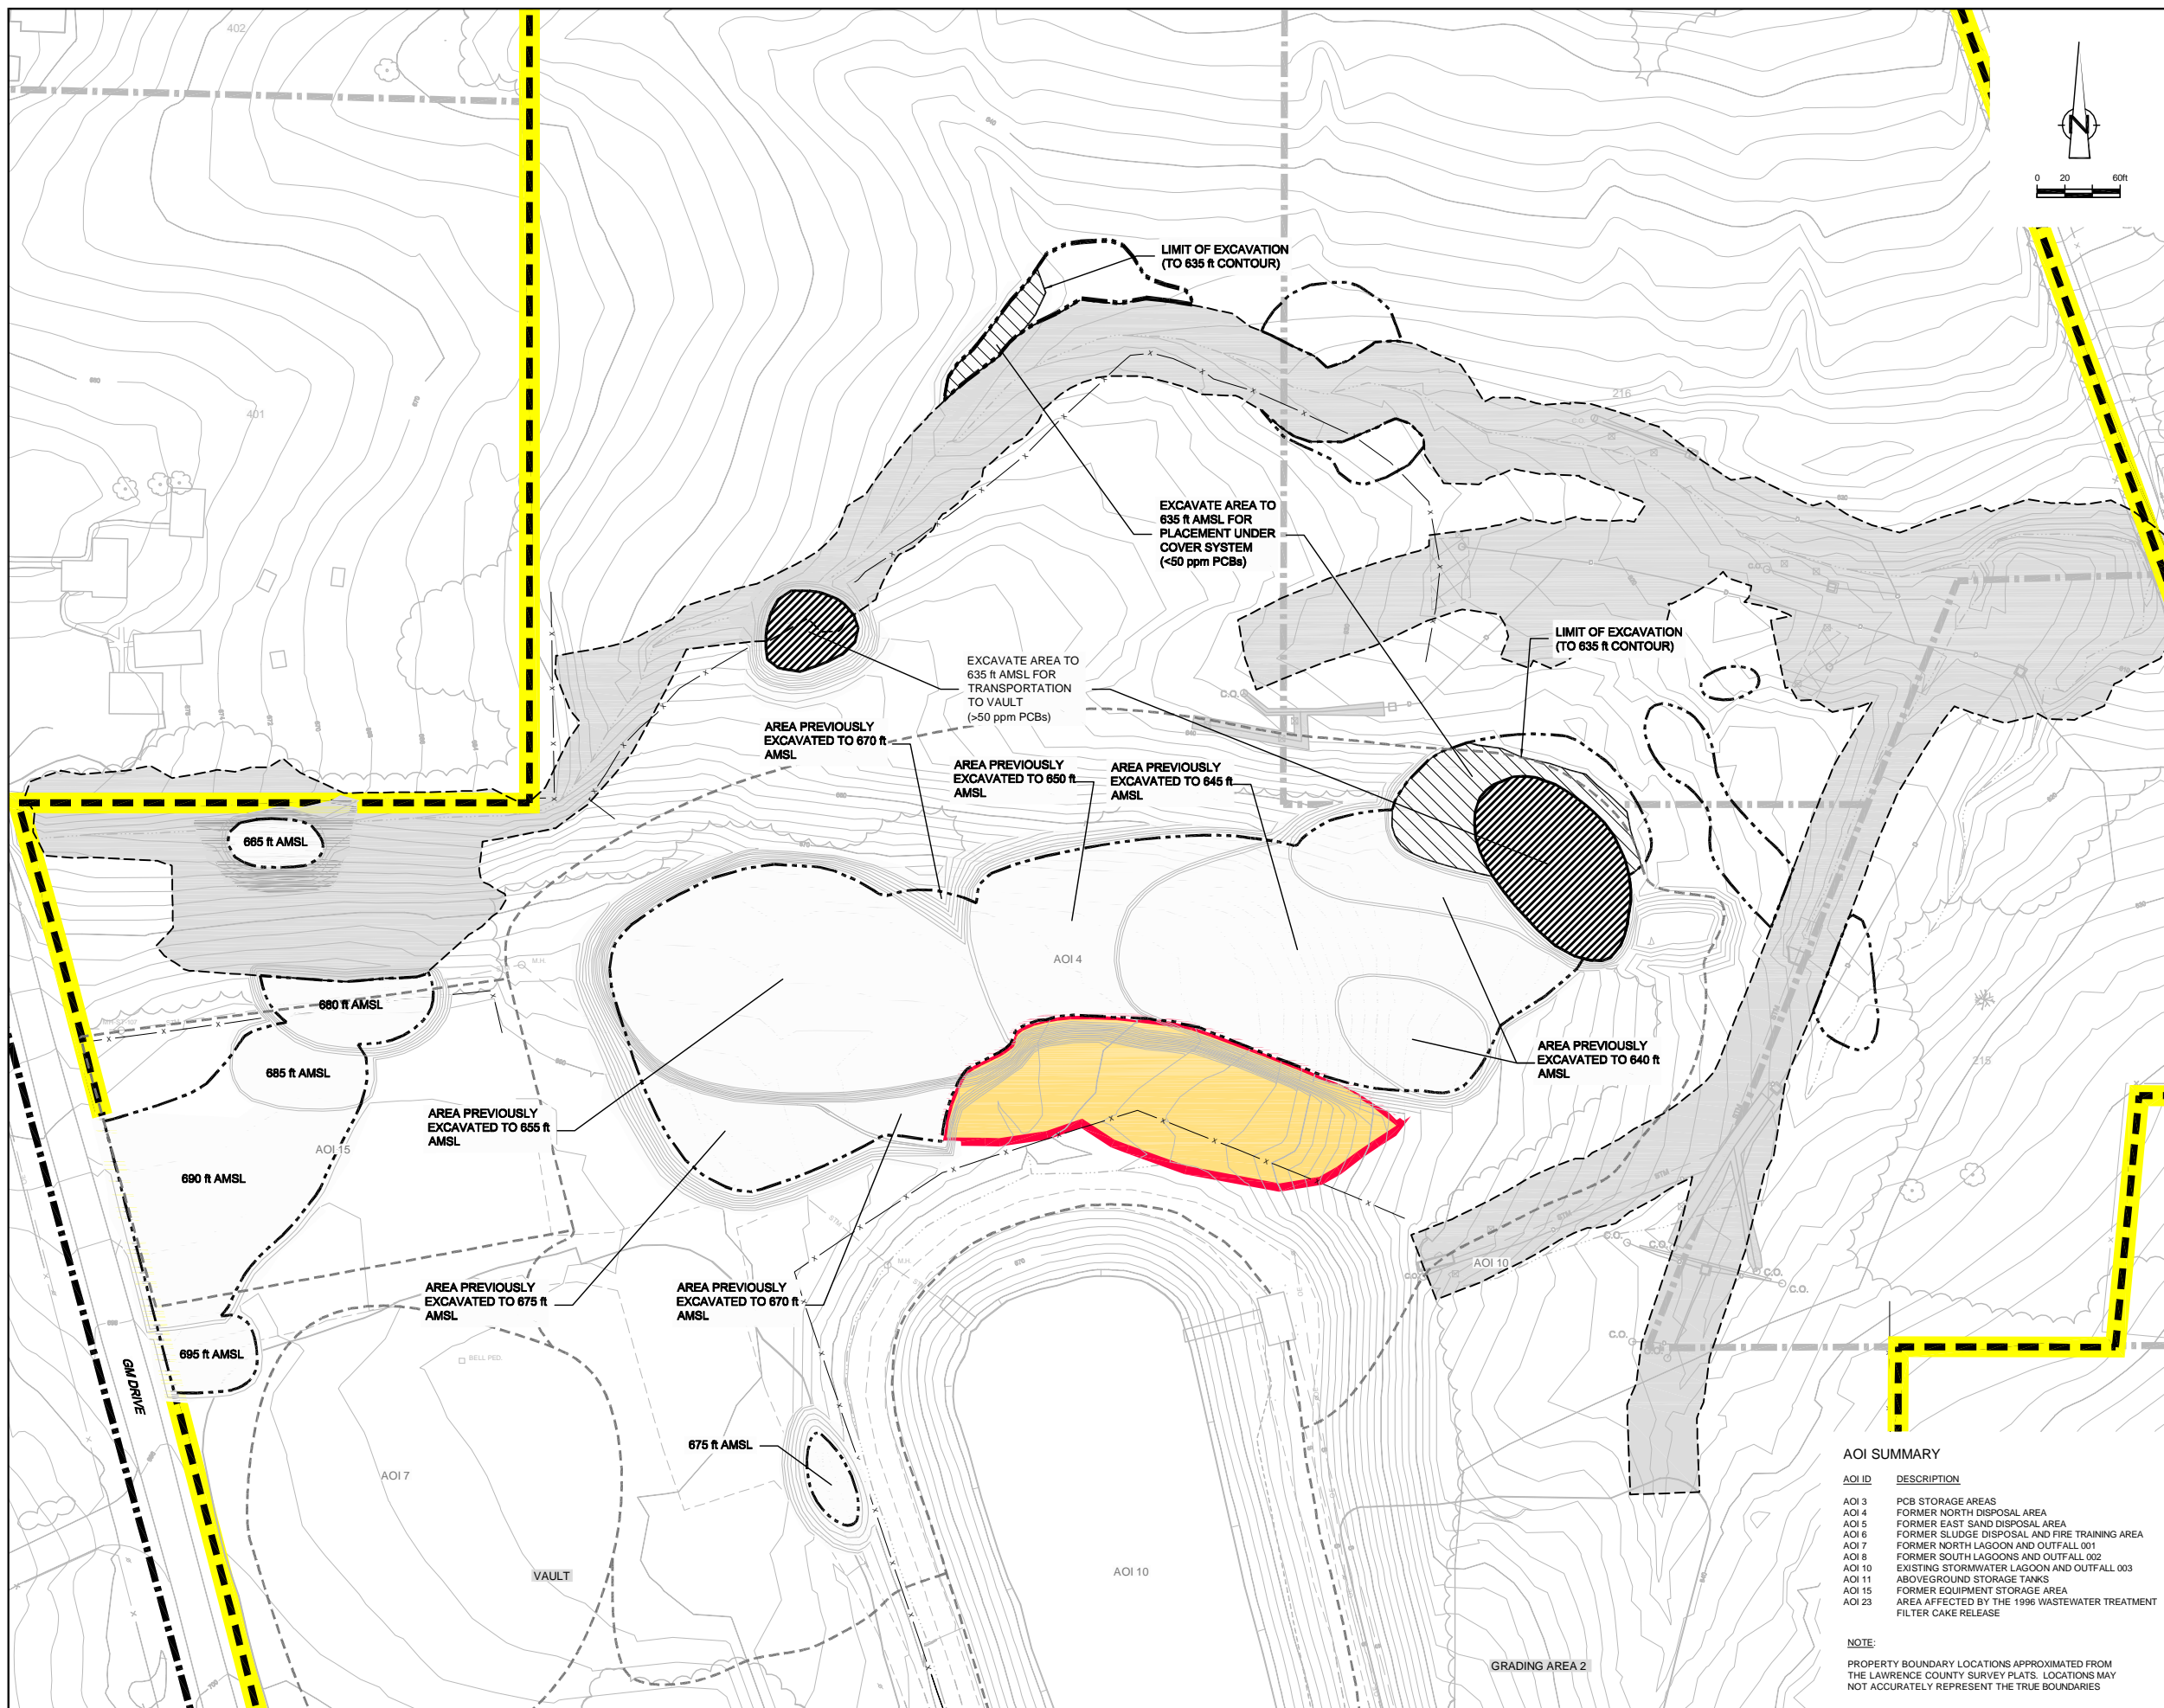 402
0 20 60ft
LIMIT OF EXCAVATION
(TO 635 ft CONTOUR)
401
216
EXCAVATE AREA TO
635 ft AMSL FOR
PLACEMENT UNDER
COVER SYSTEM
(<50 ppm PCBs)
LIMIT OF EXCAVATION
(TO 635 ft CONTOUR)
EXCAVATE AREA TO
635 ft AMSL FOR
TRANSPORTATION
TO VAULT
(>50 ppm PCBs)
C.O.
AREA PREVIOUSLY
EXCAVATED TO 670 ft
AMSL
AREA PREVIOUSLY
EXCAVATED TO 650 ft
AMSL
AREA PREVIOUSLY
EXCAVATED TO 645 ft
AMSL
665 ft AMSL
AOI 4
M.H.
680 ft AMSL
685 ft AMSL
AREA PREVIOUSLY
EXCAVATED TO 640 ft
AMSL
215
AREA PREVIOUSLY
EXCAVATED TO 655 ft
AMSL
AOI 15
690 ft AMSL
STM
C.O.
C.O.
AOI 10
C.O.
C.O.
M.H.
AREA PREVIOUSLY
EXCAVATED TO 675 ft
AMSL
AREA PREVIOUSLY
EXCAVATED TO 670 ft
AMSL
C.O.
695 ft AMSL
BELL PED.
GM DRIVE
675 ft AMSL
AOI 7
VAULT
AOI 10
GRADING AREA 2
AOI SUMMARY
AOI ID DESCRIPTION
AOI 3 PCB STORAGE AREAS
AOI 4 FORMER NORTH DISPOSAL AREA
AOI 5 FORMER EAST SAND DISPOSAL AREA
AOI 6 FORMER SLUDGE DISPOSAL AND FIRE TRAINING AREA
AOI 7 FORMER NORTH LAGOON AND OUTFALL 001
AOI 8 FORMER SOUTH LAGOONS AND OUTFALL 002
AOI 10 EXISTING STORMWATER LAGOON AND OUTFALL 003
AOI 11 ABOVEGROUND STORAGE TANKS
AOI 15 FORMER EQUIPMENT STORAGE AREA
AOI 23 AREA AFFECTED BY THE 1996 WASTEWATER TREATMENT
FILTER CAKE RELEASE
NOTE:
PROPERTY BOUNDARY LOCATIONS APPROXIMATED FROM
THE LAWRENCE COUNTY SURVEY PLATS. LOCATIONS MAY
NOT ACCURATELY REPRESENT THE TRUE BOUNDARIES